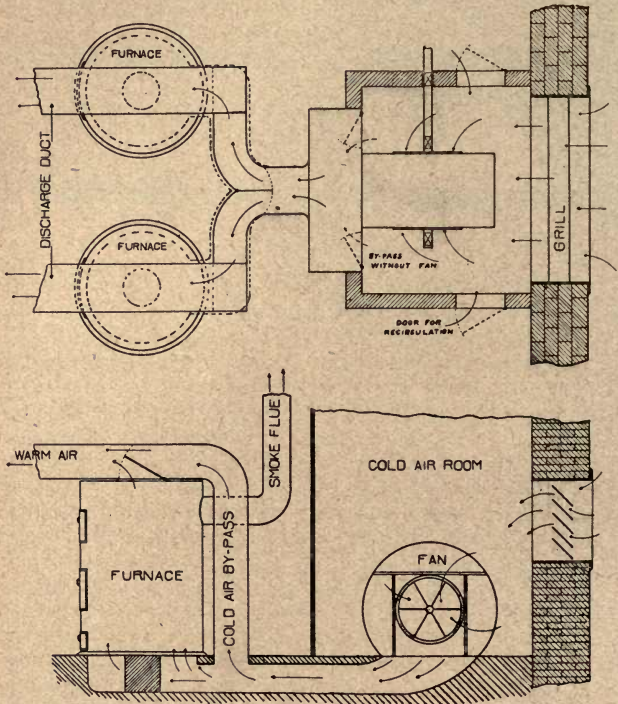 FURNACE
DISCHARGE DUCT
FURNACE
GRILL
BY-PASS
WITHOUT FAN
DOOR FOR
RECIRSULATION
WARM AIR
SMOKE FLUE
COLD AIR ROOM
FURNACE
COLD AIR BY-PASS
FAN